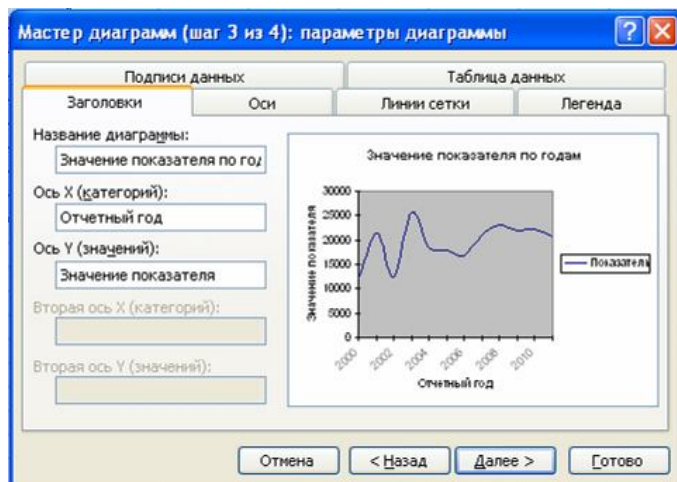 Мастер диаграмм (шаг 3 из 4): параметры диаграммы
Подписи данных
Таблица данных
Заголовки
Оси
Линии сетки
Легенда
Название диаграммы:
Значение показателя по год
Ось X (категорий):
Отчетный год
Ось Y (значений):
Значение показателя
Вторая ось X (категорий):
Вторая ось Y (значений):
Значение показателя по годам
Значение показателя
30000
25000
20000
15000
10000
5000
0
2000
2002
2004
2006
2008
2010
Отчетный год
Показатель
Отмена
< Назад
Далее >
Готово